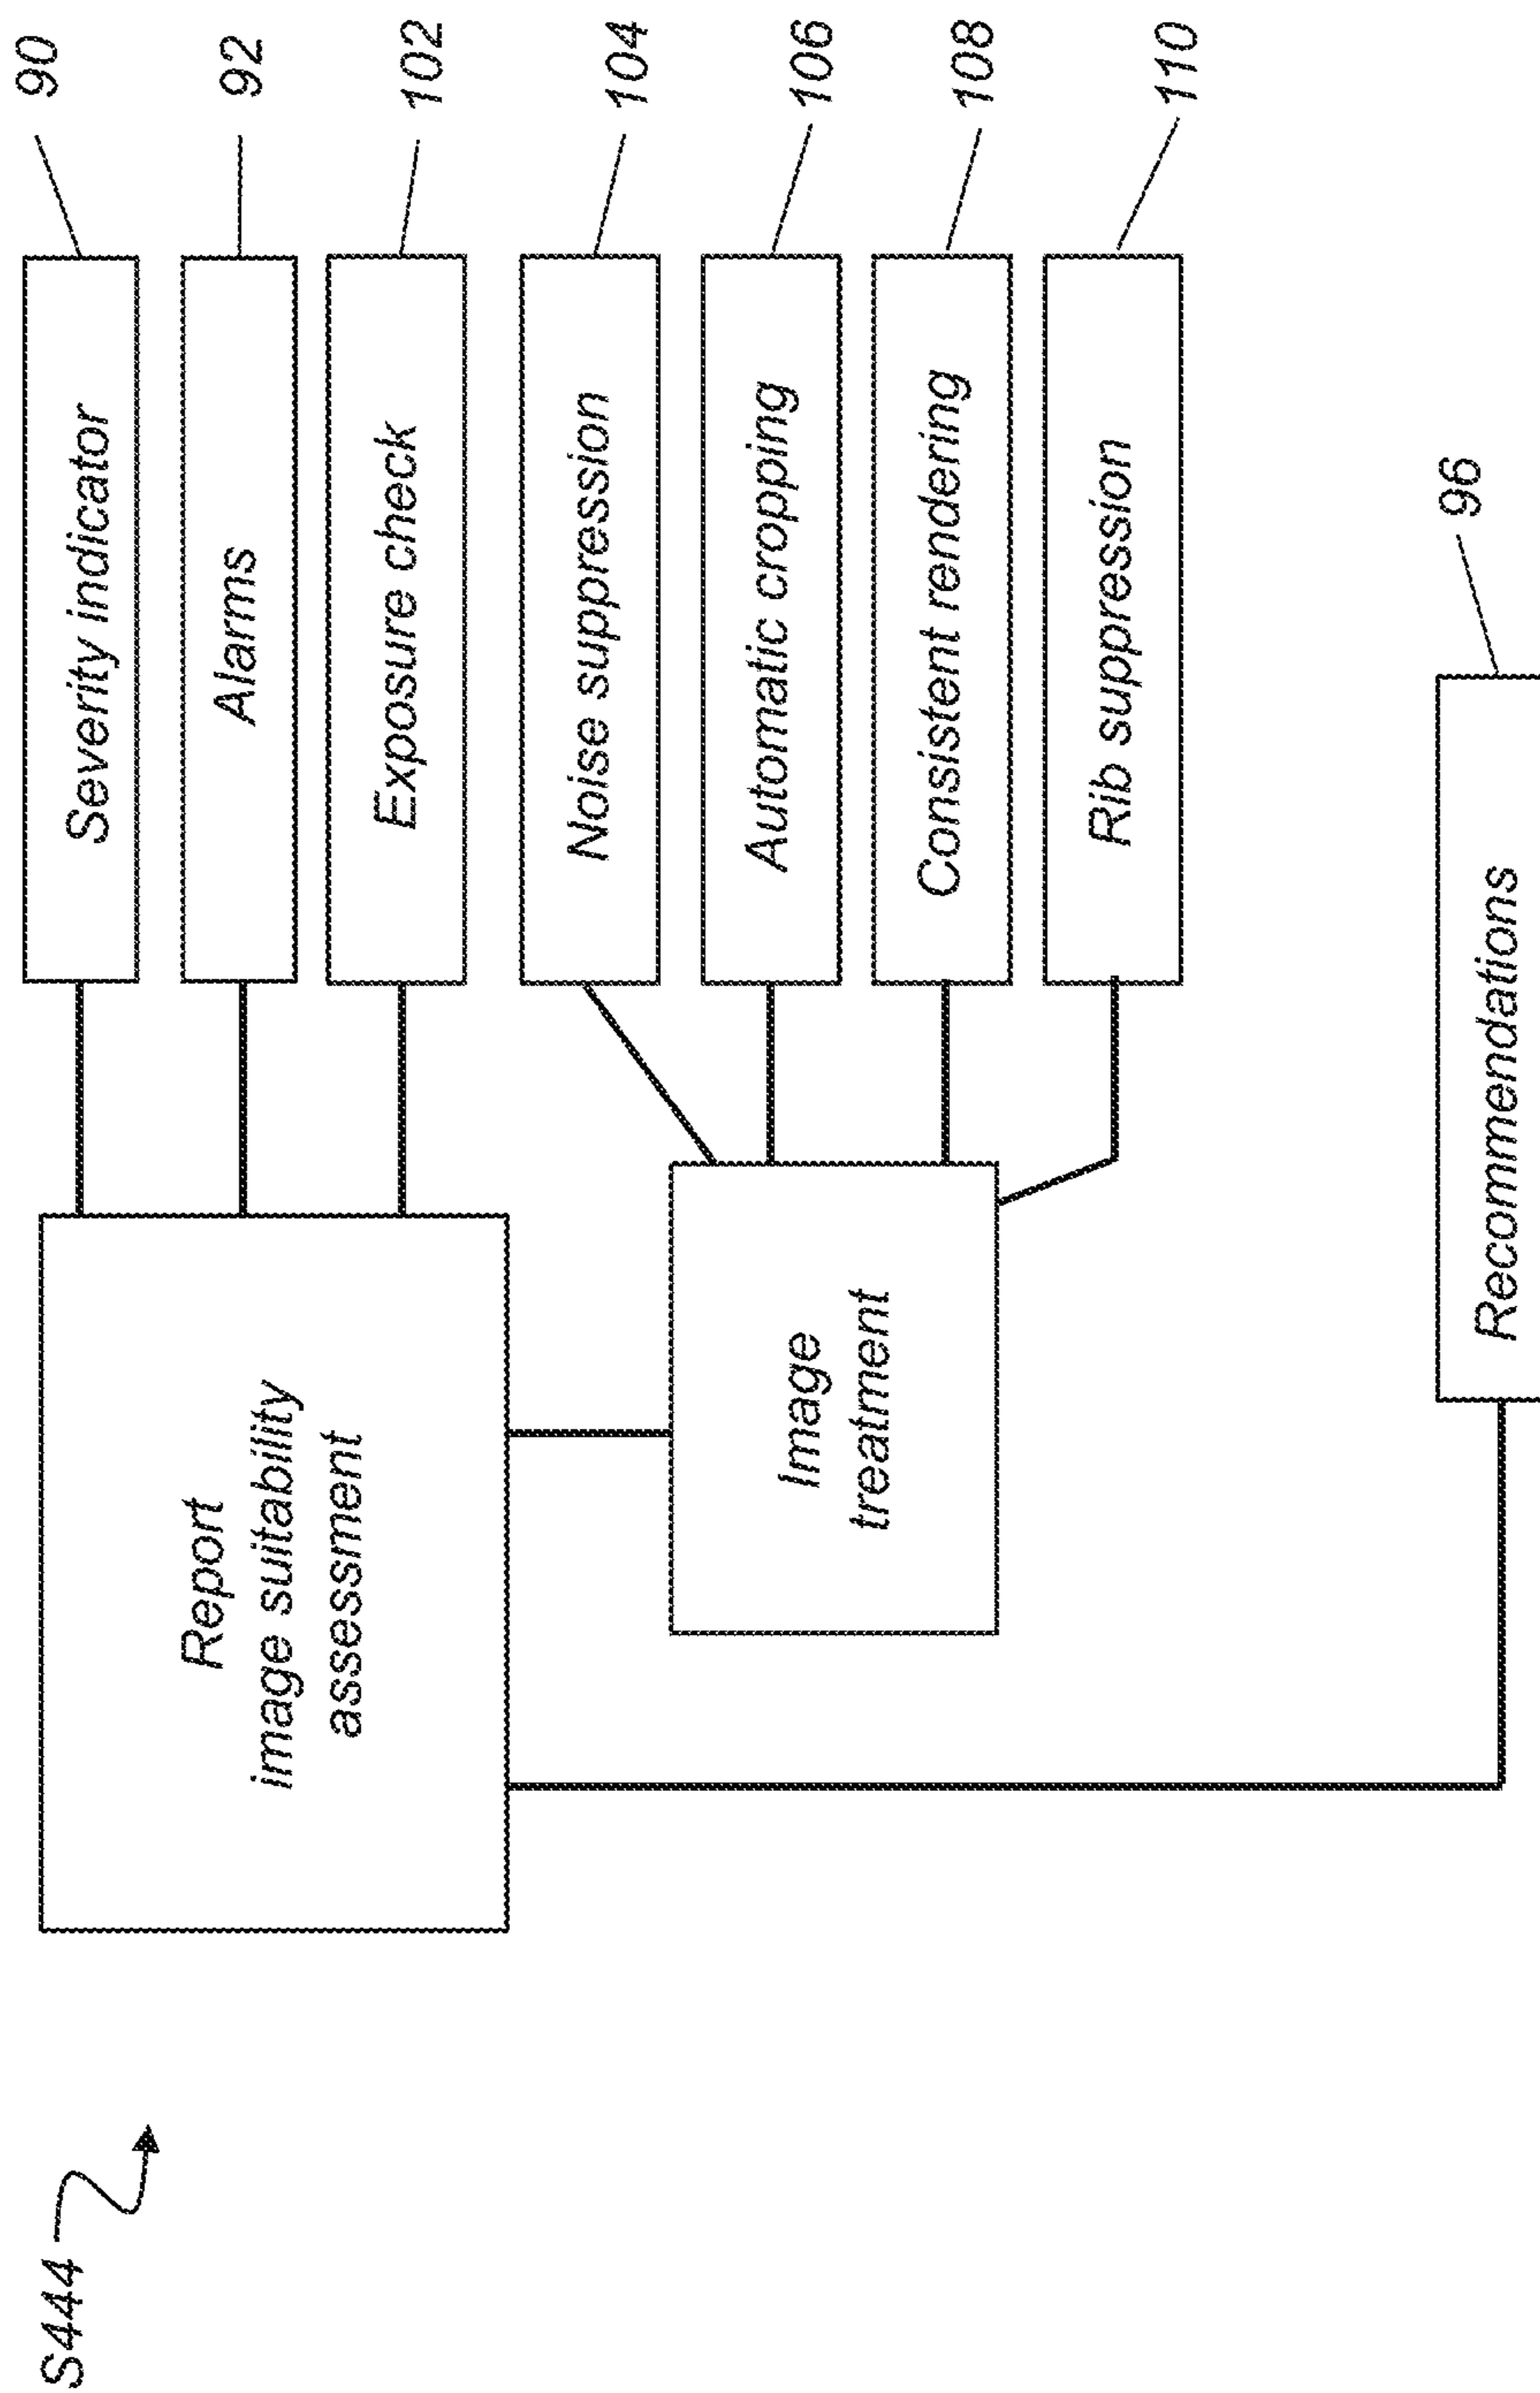 S444
Report
image suitability
assessment
Severity indicator
90
Alarms
92
Exposure check
102
Image
treatment
Noise suppression
104
Automatic cropping
106
Consistent rendering
108
Rib suppression
110
Recommendations
96